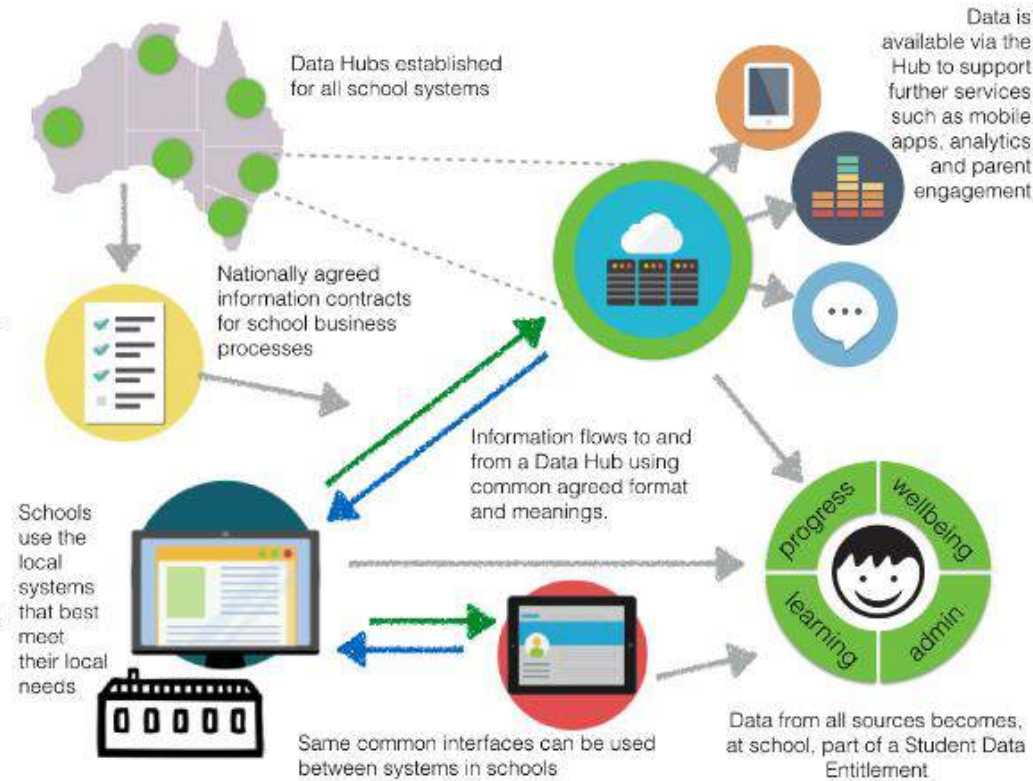 Data Hubs established
for all school systems
Data is
available via the
Hub to support
further services
such as mobile
apps, analytics
and parent
engagement
Nationally agreed
information contracts
for school business
processes
Information flows to and
from a Data Hub using
common agreed format
and meanings.
Schools
use the
local
systems
that best
meet
their local
needs
progress
wellbeing
learning
admin
Same common interfaces can be used
between systems in schools
Data from all sources becomes,
at school, part of a Student Data
Entitlement